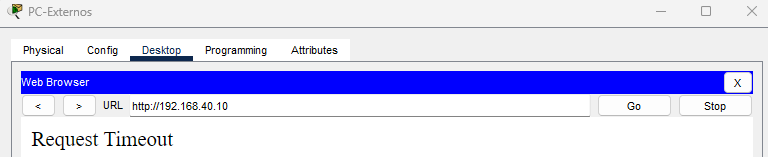 PC-Externos
Physical Config Desktop Programming Attributes
Web Browser X
< > URL http://192.168.40.10 Go Stop
Request Timeout